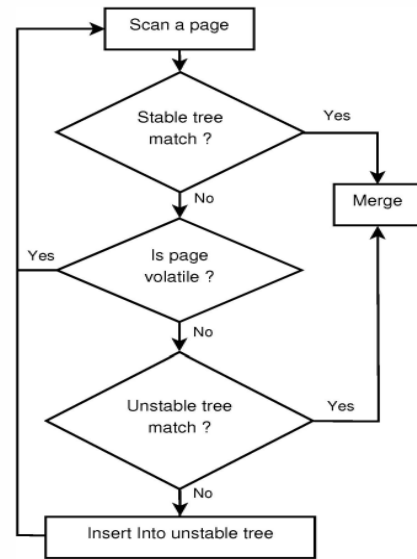 Scan a page
Stable tree
match ?
Yes
No
Merge
Is page
volatile ?
Yes
No
Unstable tree
match ?
Yes
No
Insert Into unstable tree